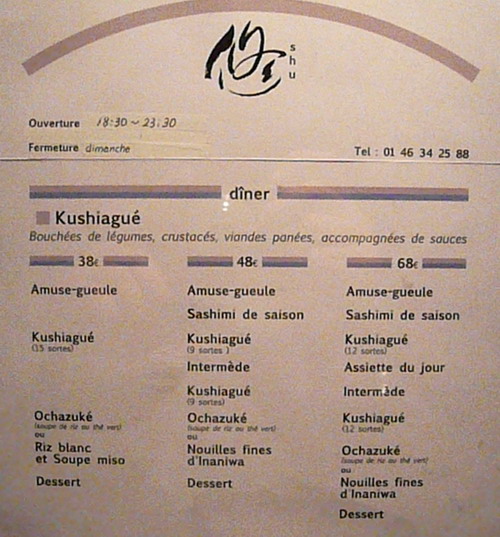 shu
Ouverture 18:30 ~ 23:30
Fermeture dimanche
Tel : 01 46 34 25 88
dîner
Kushiagué
Bouchées de légumes, crustacés, viandes panées, accompagnées de sauces
38€
Amuse-gueule
Kushiagué
(15 sortes)
Ochazuké
(soupe de riz au thé vert)
ou
Riz blanc
et Soupe miso
Dessert
48€
Amuse-gueule
Sashimi de saison
Kushiagué
(9 sortes )
Intermède
Kushiagué
(9 sortes)
Ochazuké
(soupe de riz au thé vert)
ou
Nouilles fines
d'Inaniwa
Dessert
68€
Amuse-gueule
Sashimi de saison
Kushiagué
(12 sortes)
Assiette du jour
Intermède
Kushiagué
(12 sortes)
Ochazuké
(soupe de riz au thé vert)
ou
Nouilles fines
d'Inaniwa
Dessert